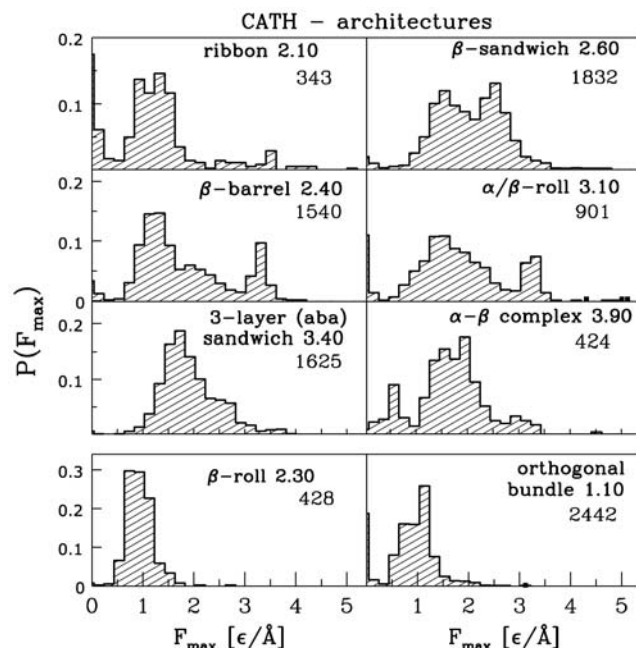 CATH – architectures
0.2
0.1
ribbon 2.10
343
β-sandwich 2.60
1832
0.2
0.1
0
β-barrel 2.40
1540
α/β-roll 3.10
901
0.2
0.1
3-layer (aba)
sandwich 3.40
1625
α-β complex 3.90
424
0.3
0.2
0.1
0
β-roll 2.30
428
orthogonal
bundle 1.10
2442
P(F_max)
0 1 2 3 4 5
1 2 3 4 5
F_max [ϵ/Å]
F_max [ϵ/Å]